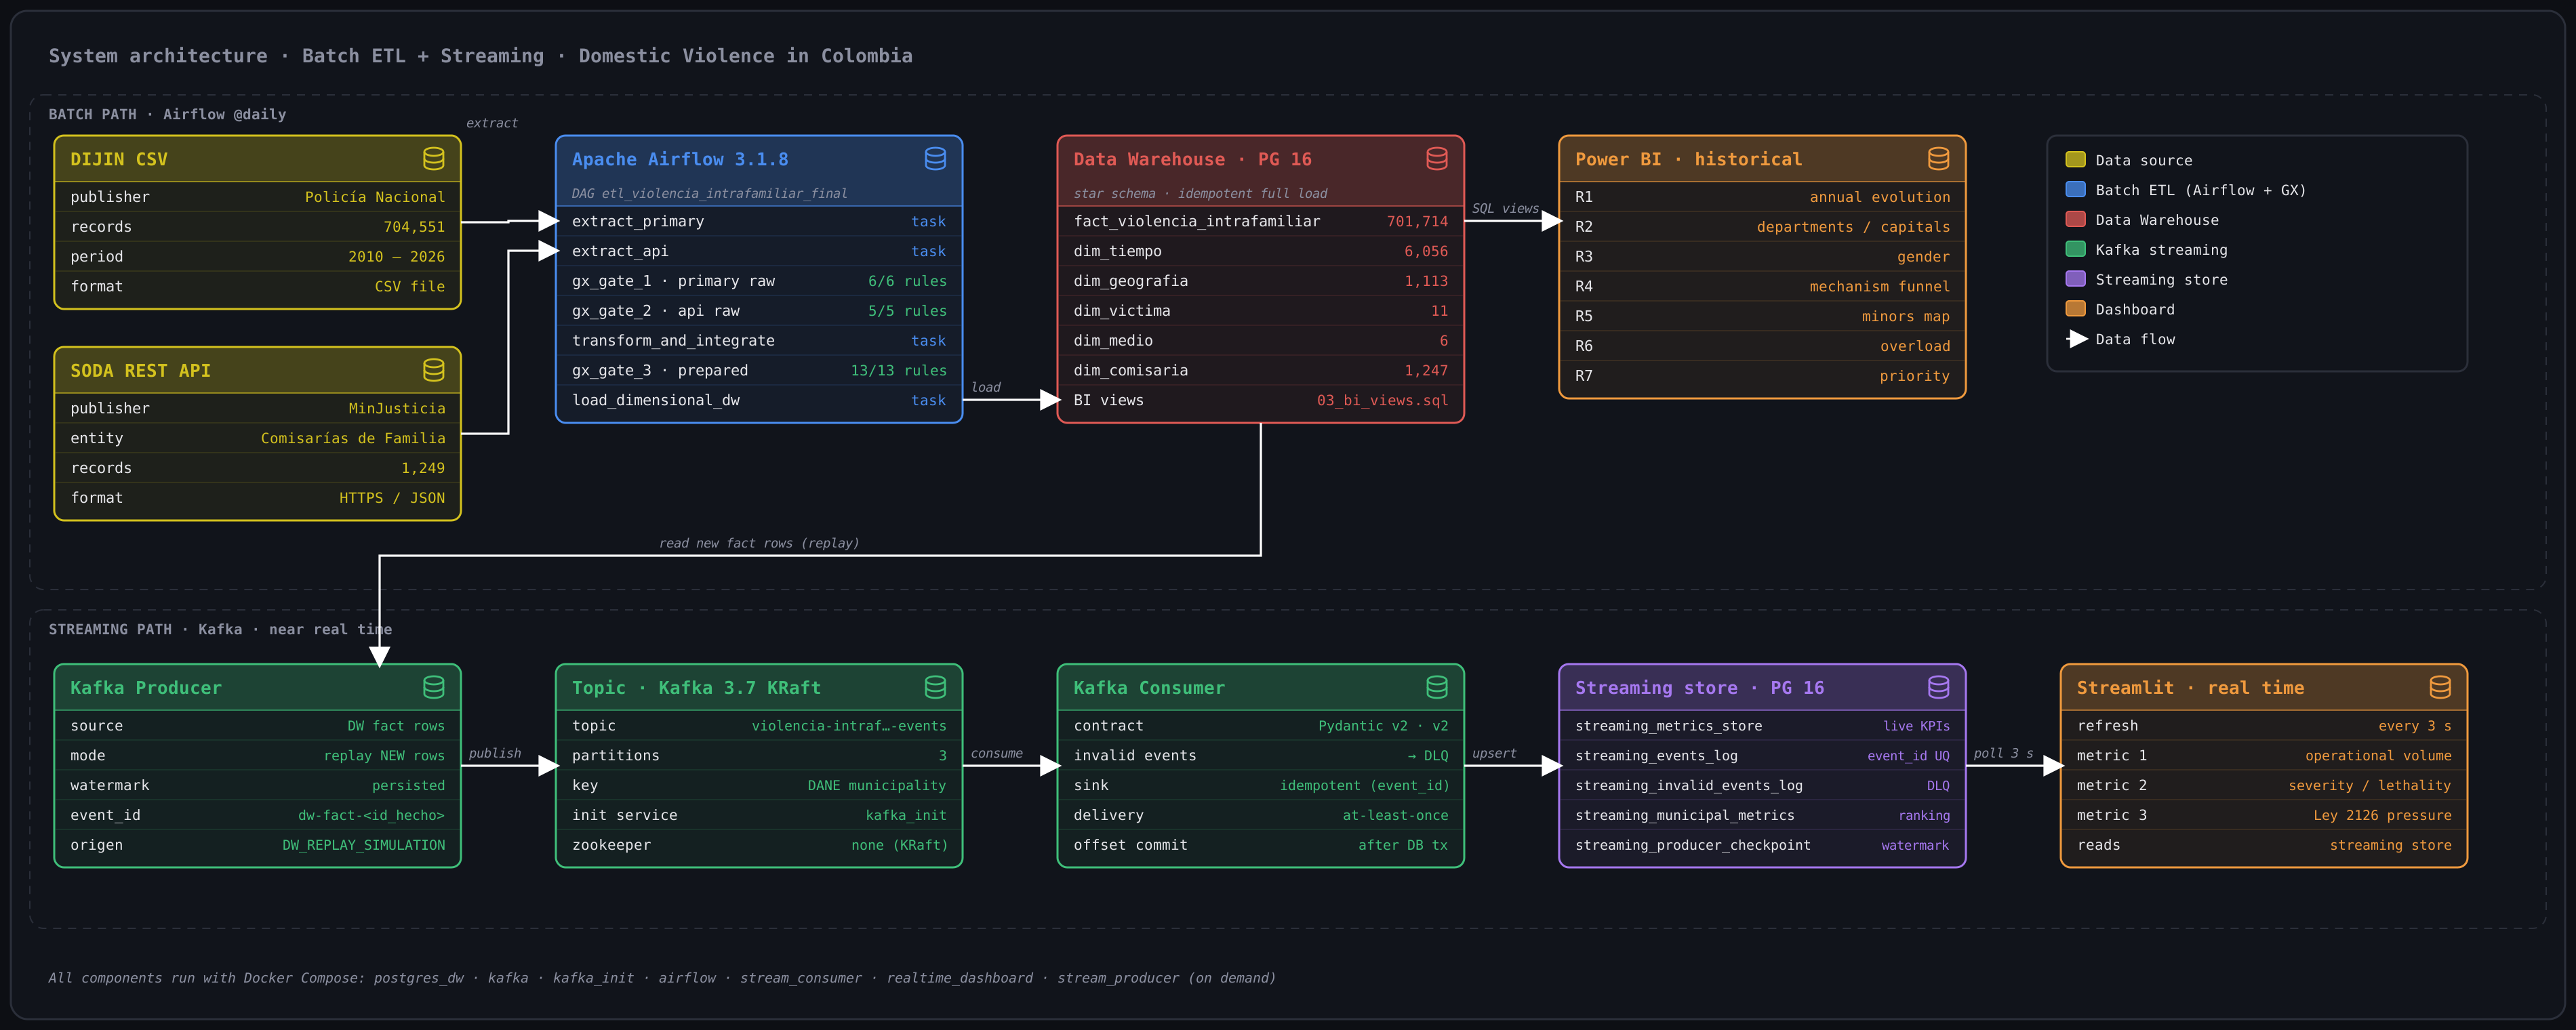 System architecture · Batch ETL + Streaming · Domestic Violence in Colombia
BATCH PATH · Airflow @daily
extract
DIJIN CSV
publisher Policía Nacional
records 704,551
period 2010 – 2026
format CSV file
SODA REST API
publisher MinJusticia
entity Comisarías de Familia
records 1,249
format HTTPS / JSON
Apache Airflow 3.1.8
DAG etl_violencia_intrafamiliar_final
extract_primary task
extract_api task
gx_gate_1 · primary raw 6/6 rules
gx_gate_2 · api raw 5/5 rules
transform_and_integrate task
gx_gate_3 · prepared 13/13 rules
load_dimensional_dw task
load
Data Warehouse · PG 16
star schema · idempotent full load
fact_violencia_intrafamiliar 701,714
dim_tiempo 6,056
dim_geografia 1,113
dim_victima 11
dim_medio 6
dim_comisaria 1,247
BI views 03_bi_views.sql
SQL views
Power BI · historical
R1 annual evolution
R2 departments / capitals
R3 gender
R4 mechanism funnel
R5 minors map
R6 overload
R7 priority
Data source
Batch ETL (Airflow + GX)
Data Warehouse
Kafka streaming
Streaming store
Dashboard
Data flow
read new fact rows (replay)
STREAMING PATH · Kafka · near real time
Kafka Producer
source DW fact rows
mode replay NEW rows
watermark persisted
event_id dw-fact-<id_hecho>
origen DW_REPLAY_SIMULATION
publish
Topic · Kafka 3.7 KRaft
topic violencia-intraf…-events
partitions 3
key DANE municipality
init service kafka_init
zookeeper none (KRaft)
consume
Kafka Consumer
contract Pydantic v2 · v2
invalid events → DLQ
sink idempotent (event_id)
delivery at-least-once
offset commit after DB tx
upsert
Streaming store · PG 16
streaming_metrics_store live KPIs
streaming_events_log event_id UQ
streaming_invalid_events_log DLQ
streaming_municipal_metrics ranking
streaming_producer_checkpoint watermark
poll 3 s
Streamlit · real time
refresh every 3 s
metric 1 operational volume
metric 2 severity / lethality
metric 3 Ley 2126 pressure
reads streaming store
All components run with Docker Compose: postgres_dw · kafka · kafka_init · airflow · stream_consumer · realtime_dashboard · stream_producer (on demand)